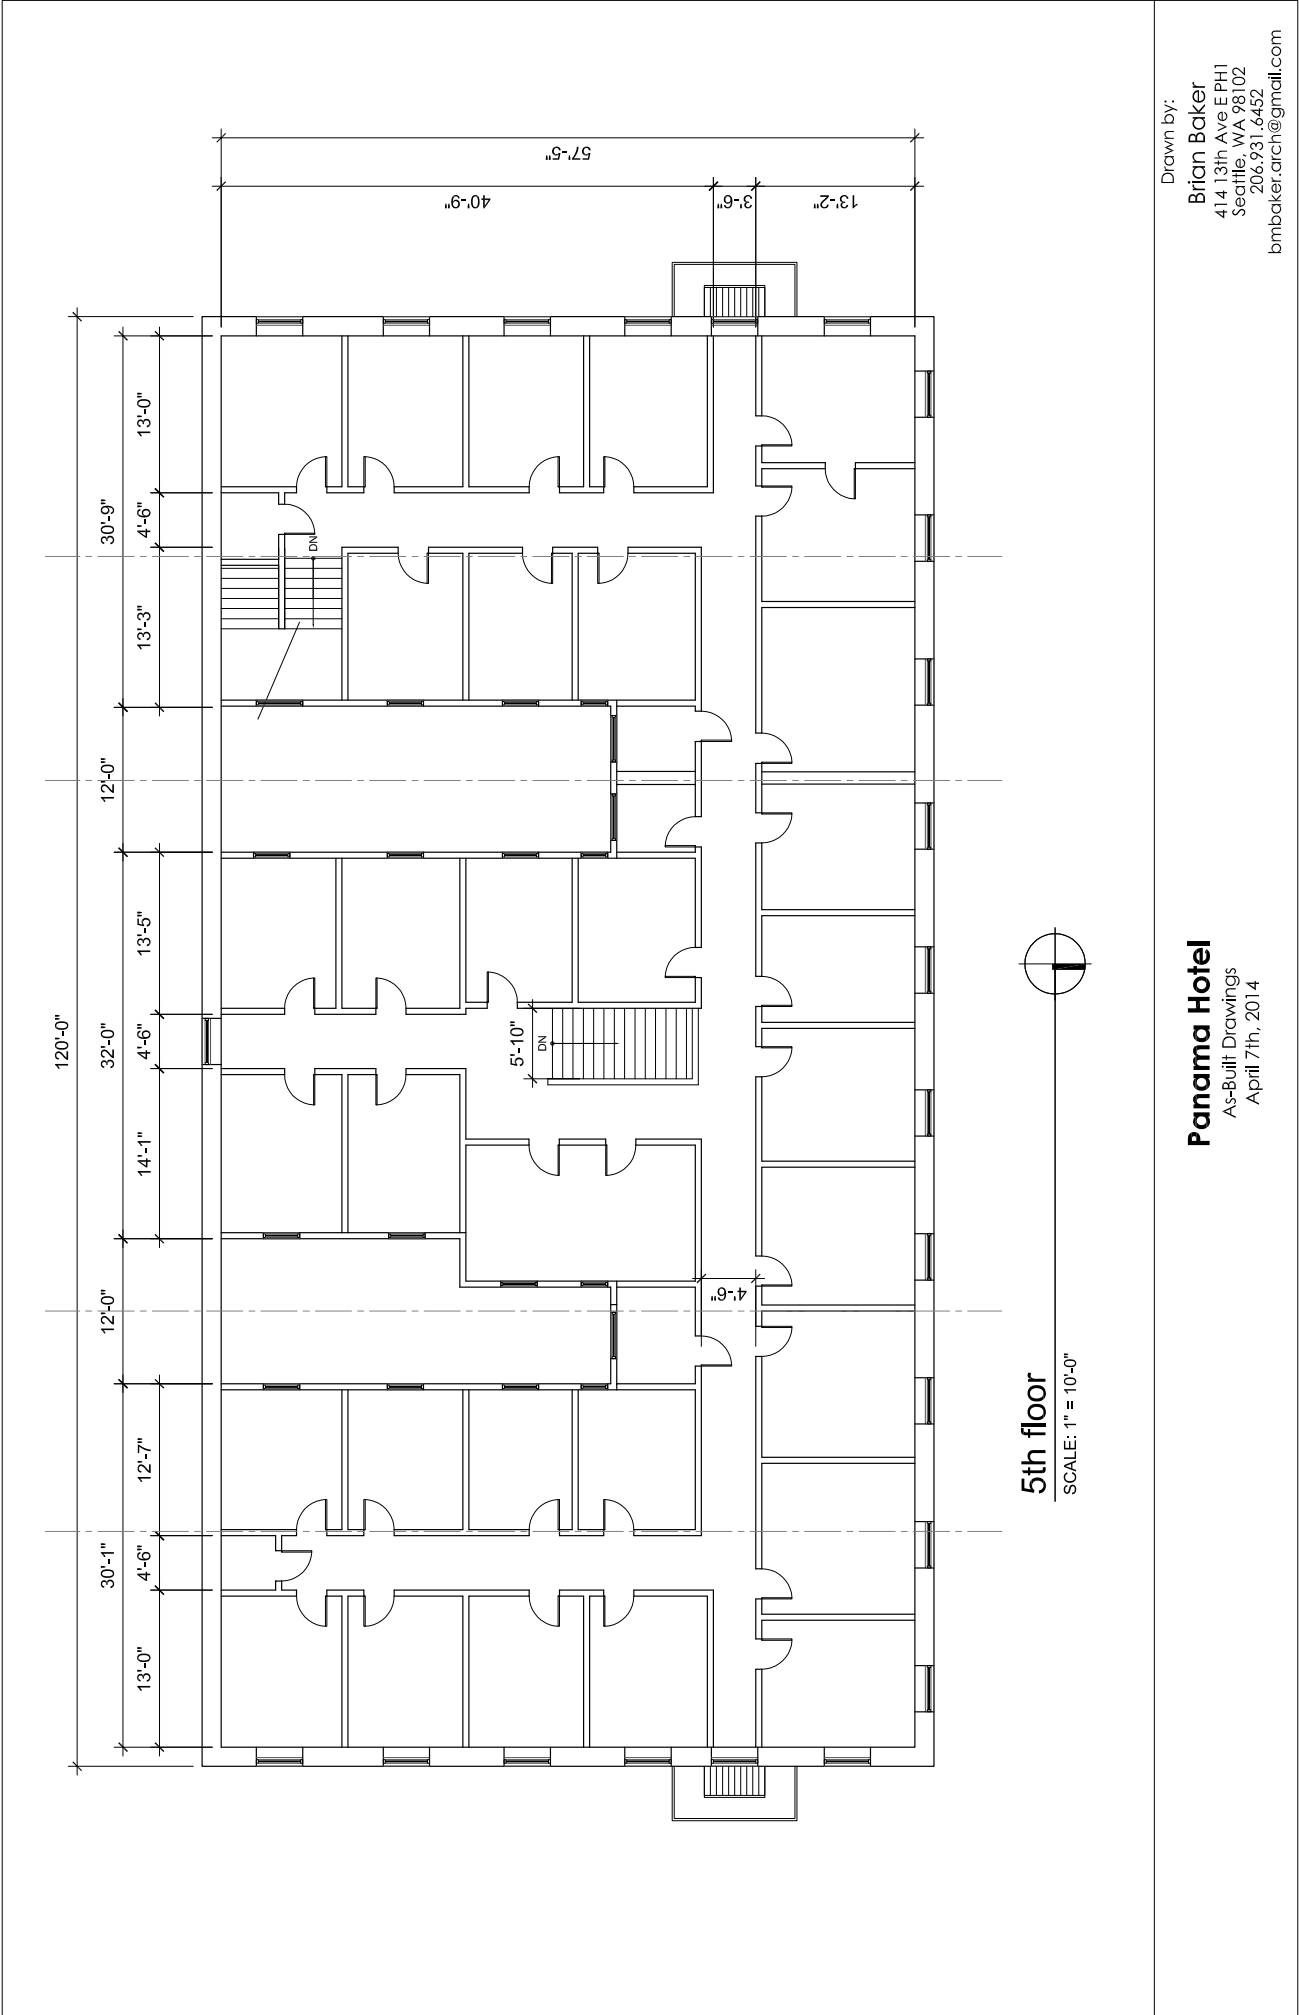 120'-0"
30'-1"
12'-0"
32'-0"
12'-0"
30'-9"
13'-0"
4'-6"
12'-7"
14'-1"
4'-6"
13'-5"
13'-3"
4'-6"
13'-0"
57'-5"
40'-9"
3'-6"
13'-2"
DN
5'-10"
DN
4'-6"
5th floor
SCALE: 1" = 10'-0"
Panama Hotel
As-Built Drawings
April 7th, 2014
Drawn by:
Brian Baker
414 13th Ave E PH1
Seattle, WA 98102
206.931.6452
bmbaker.arch@gmail.com